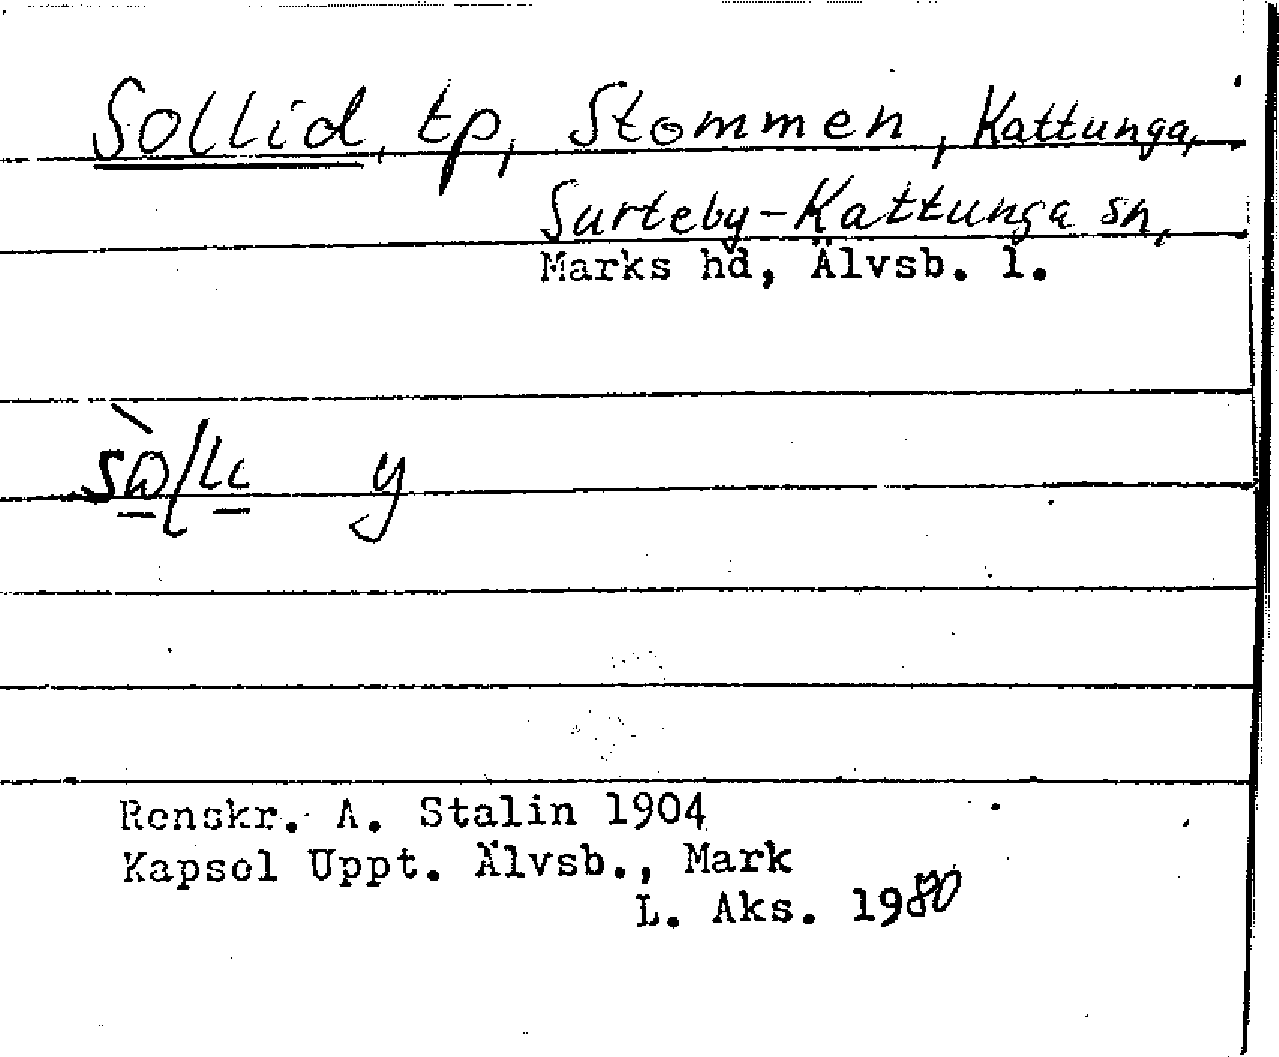 Sollid, tp, Stommen, Kattunga,
Surteby-Kattunga sn,
Marks hd, Älvsb. l.
y
Renskr. A. Stalin 1904
Kapsel Uppt. Älvsb., Mark
L. Aks. 1980